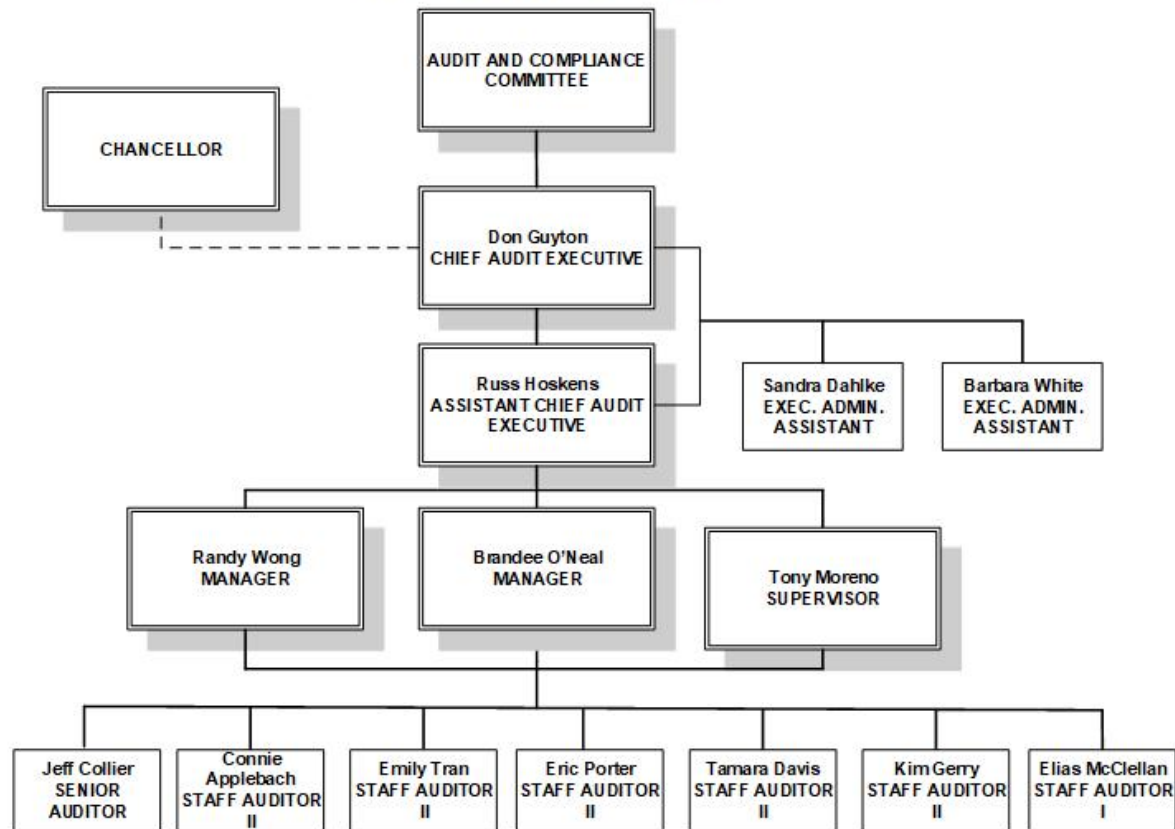 AUDIT AND COMPLIANCE
COMMITTEE
CHANCELLOR
Don Guyton
CHIEF AUDIT EXECUTIVE
Russ Hoskens
ASSISTANT CHIEF AUDIT
EXECUTIVE
Sandra Dahlke
EXEC. ADMIN.
ASSISTANT
Barbara White
EXEC. ADMIN.
ASSISTANT
Randy Wong
MANAGER
Brandee O'Neal
MANAGER
Tony Moreno
SUPERVISOR
Jeff Collier
SENIOR
AUDITOR
Connie
Applebach
STAFF AUDITOR
II
Emily Tran
STAFF AUDITOR
II
Eric Porter
STAFF AUDITOR
II
Tamara Davis
STAFF AUDITOR
II
Kim Gerry
STAFF AUDITOR
II
Elias McClellan
STAFF AUDITOR
I